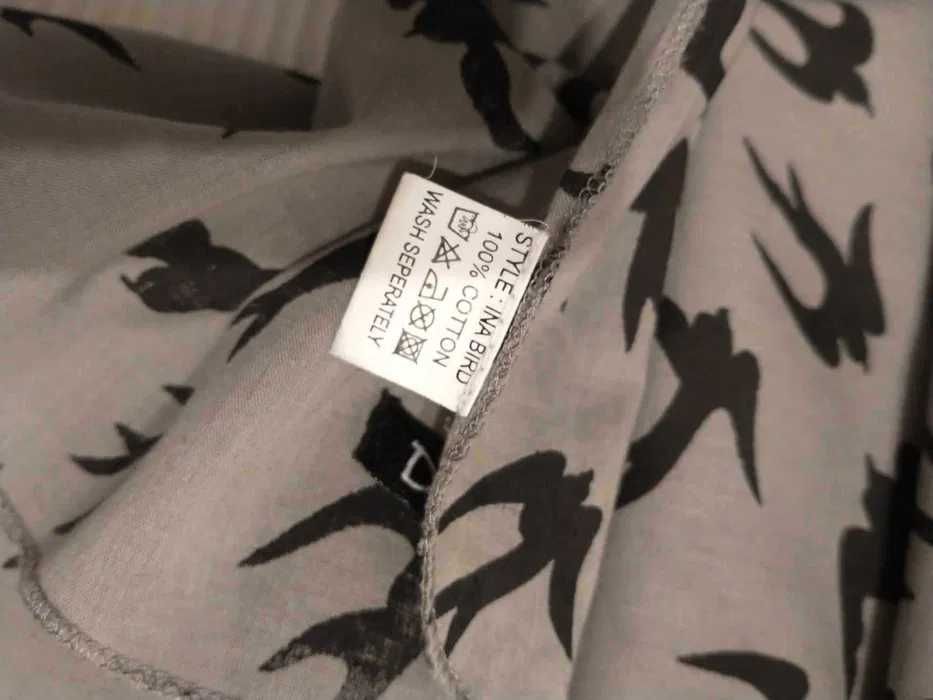 STYLE : INA BIRD
100% COTTON
WASH SEPERATELY